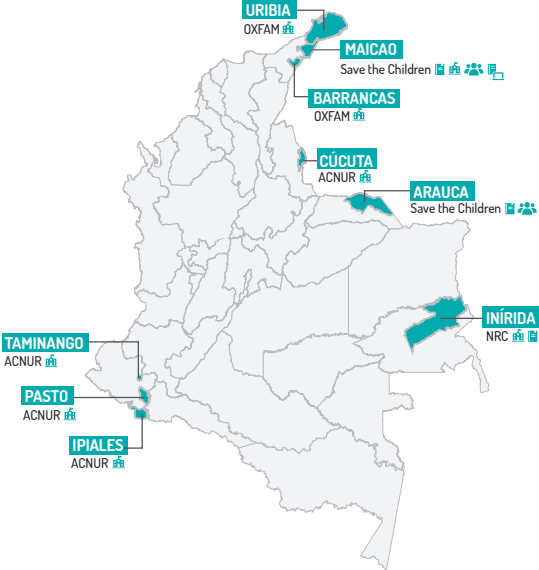 URIBIA
OXFAM
MAICAO
Save the Children
BARRANCAS
OXFAM
CÚCUTA
ACNUR
ARAUCA
Save the Children
INÍRIDA
NRC
TAMINANGO
ACNUR
PASTO
ACNUR
IPIALES
ACNUR